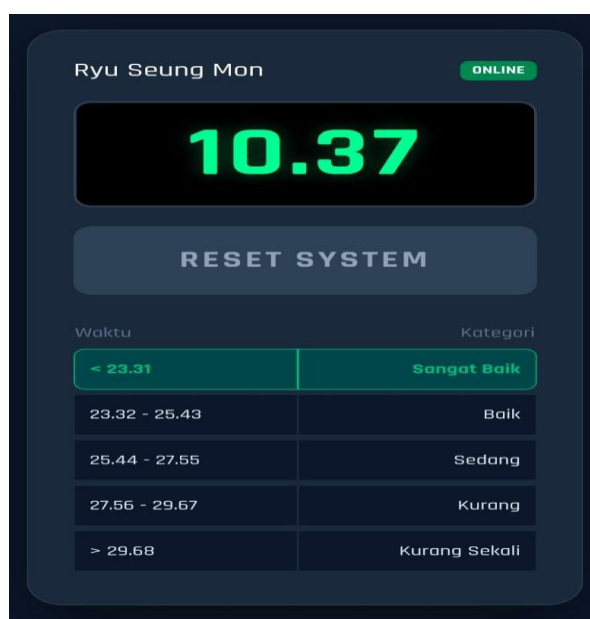 Ryu Seung Mon ONLINE
10.37
RESET SYSTEM
Waktu Kategori
< 23.31 Sangat Baik
23.32 - 25.43 Baik
25.44 - 27.55 Sedang
27.56 - 29.67 Kurang
> 29.68 Kurang Sekali